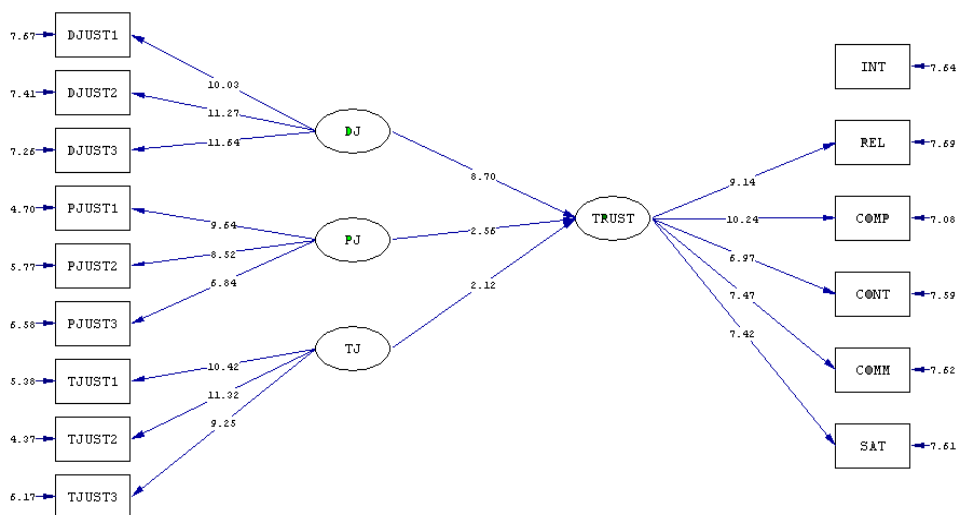 7.67 DJUST1
7.41 DJUST2
7.26 DJUST3
4.70 PJUST1
5.77 PJUST2
6.58 PJUST3
5.38 TJUST1
4.37 TJUST2
6.17 TJUST3
10.03
11.27
11.64
9.64
8.52
6.84
10.42
11.32
9.25
DJ
PJ
TJ
8.70
2.56
2.12
TRUST
9.14
10.24
6.97
7.47
7.42
INT 7.64
REL 7.69
COMP 7.08
CONT 7.59
COMM 7.62
SAT 7.61